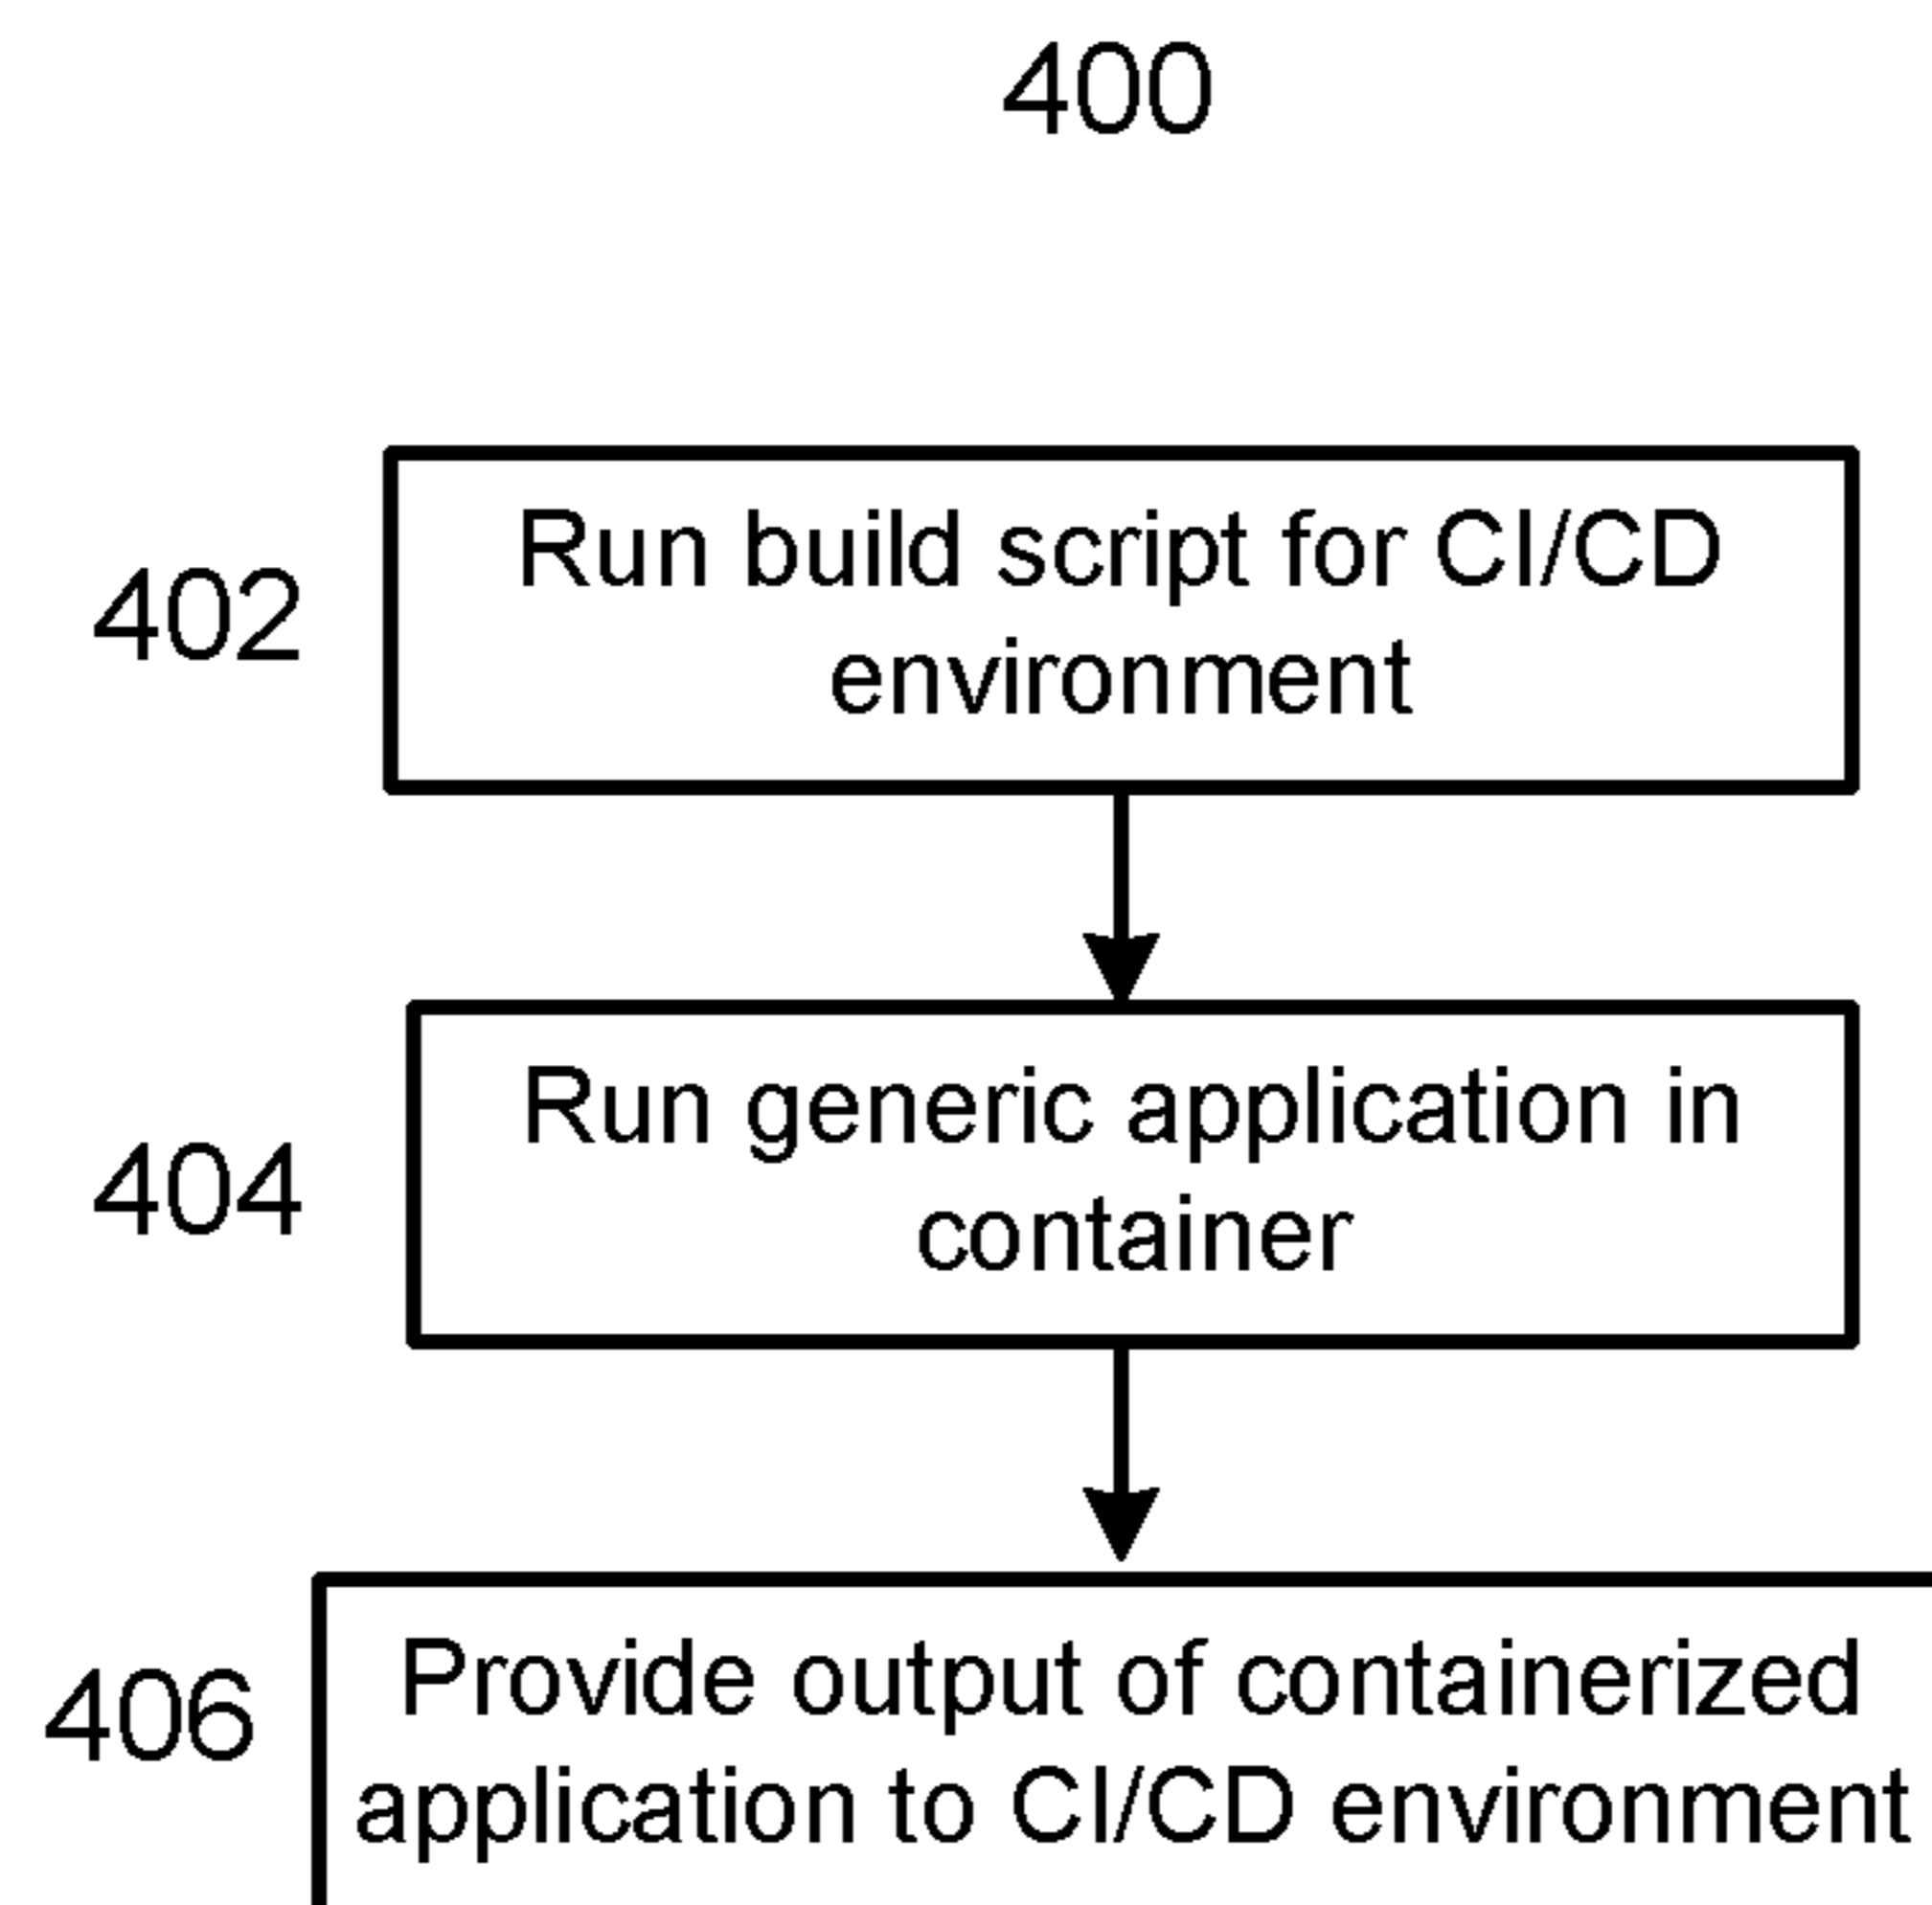 400
402
Run build script for CI/CD
environment
404
Run generic application in
container
406
Provide output of containerized
application to CI/CD environment